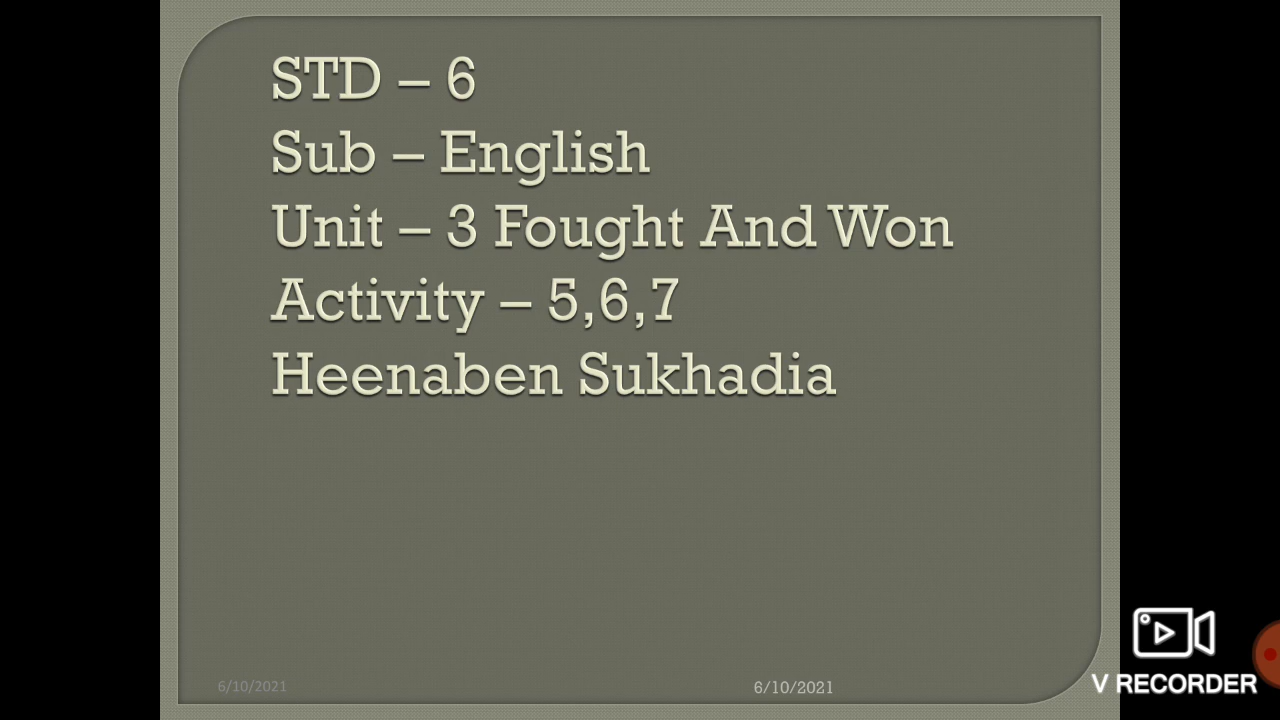 STD – 6
Sub – English
Unit – 3 Fought And Won
Activity – 5,6,7
Heenaben Sukhadia
6/10/2021
6/10/2021
V RECORDER